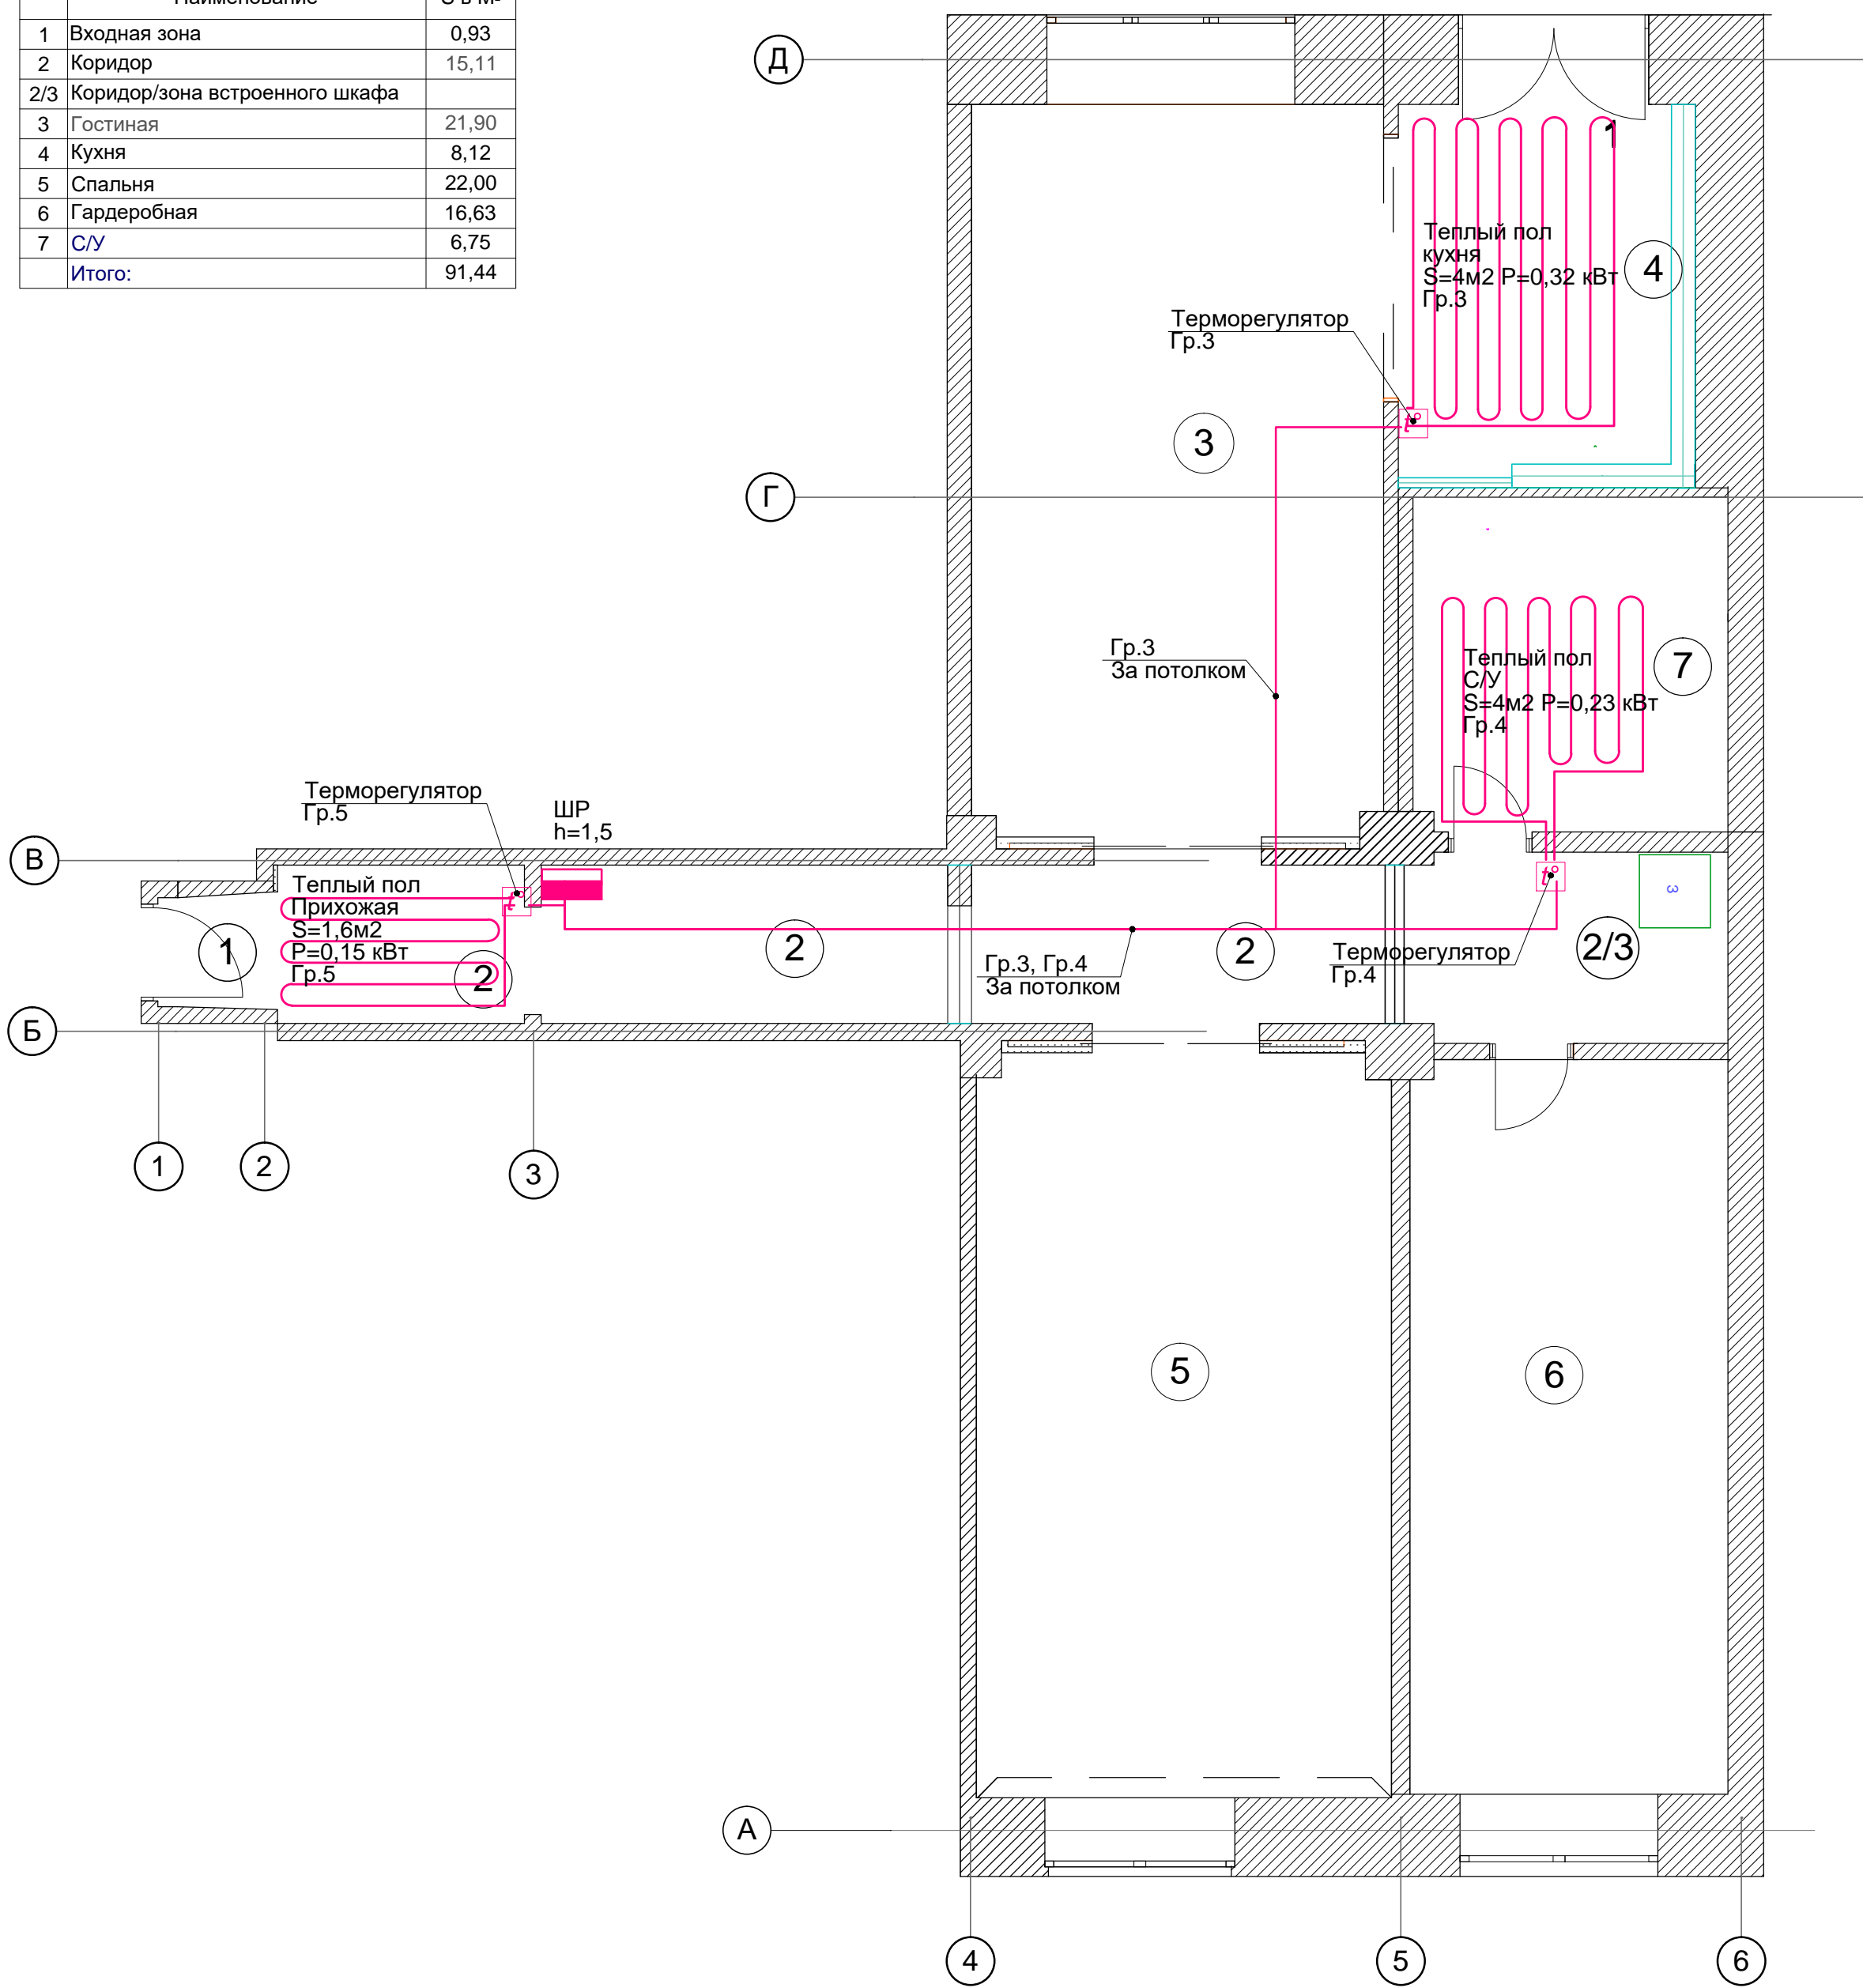 Наименование S в м²
1 Входная зона 0,93
2 Коридор 15,11
2/3 Коридор/зона встроенного шкафа
3 Гостиная 21,90
4 Кухня 8,12
5 Спальня 22,00
6 Гардеробная 16,63
7 С/У 6,75
Итого: 91,44
Д
1
Теплый пол
кухня
S=4м2 P=0,32 кВт
Гр.3
4
Терморегулятор
Гр.3
t°
3
Г
Гр.3
За потолком
Теплый пол
С/У
S=4м2 P=0,23 кВт
Гр.4
7
Терморегулятор
Гр.5
ШР
h=1,5
В
Теплый пол
Прихожая
S=1,6м2
P=0,15 кВт
Гр.5
t°
1
2
2
2
Гр.3, Гр.4
За потолком
Терморегулятор
Гр.4
t°
2/3
3
Б
1
2
3
5
6
А
4
5
6